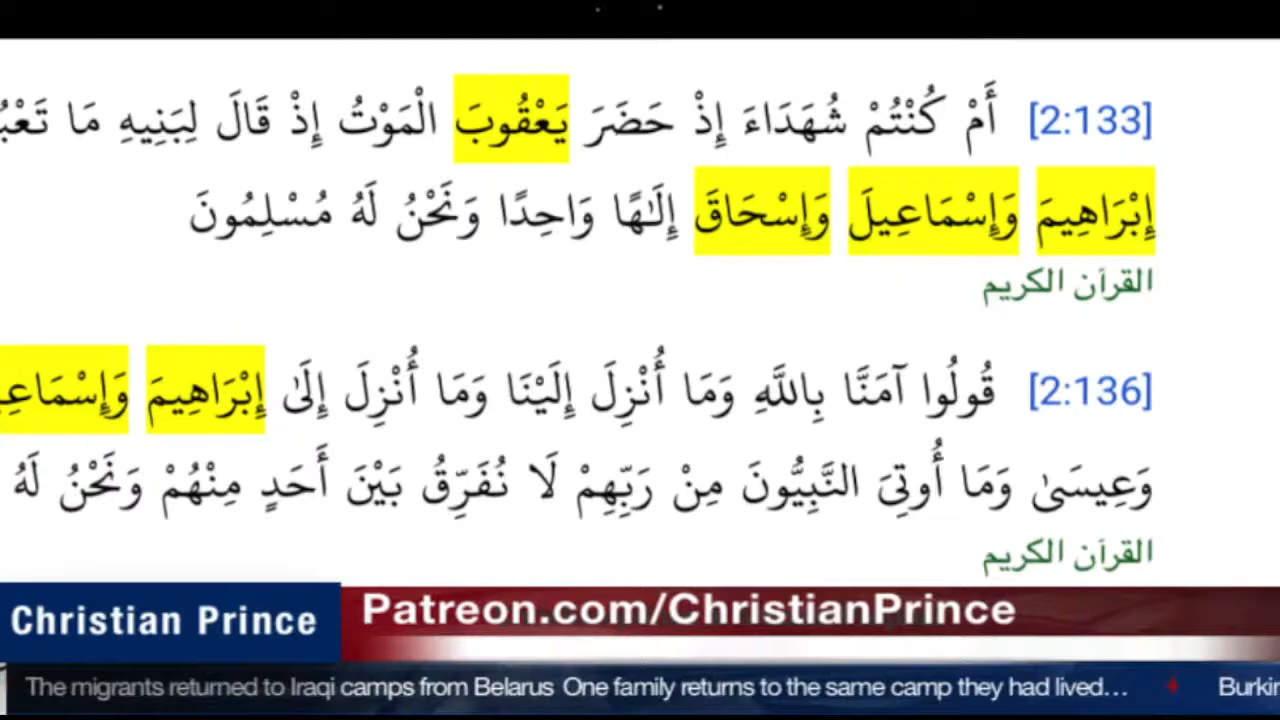 [2:133] أَمْ كُنْتُمْ شُهَدَاءَ إِذْ حَضَرَ يَعْقُوبَ الْمَوْتُ إِذْ قَالَ لِبَنِيهِ مَا
إِبْرَاهِيمَ وَإِسْمَاعِيلَ وَإِسْحَاقَ إِلَٰهًا وَاحِدًا وَنَحْنُ لَهُ مُسْلِمُونَ
القرآن الكريم
[2:136] قُولُوا آمَنَّا بِاللَّهِ وَمَا أُنْزِلَ إِلَيْنَا وَمَا أُنْزِلَ إِلَىٰ إِبْرَاهِيمَ
وَعِيسَىٰ وَمَا أُوتِيَ النَّبِيُّونَ مِنْ رَبِّهِمْ لَا نُفَرِّقُ بَيْنَ أَحَدٍ مِنْهُمْ وَنَحْنُ لَهُ
القرآن الكريم
Christian Prince
Patreon.com/ChristianPrince
The migrants returned to Iraqi camps from Belarus One family returns to the same camp they had lived...